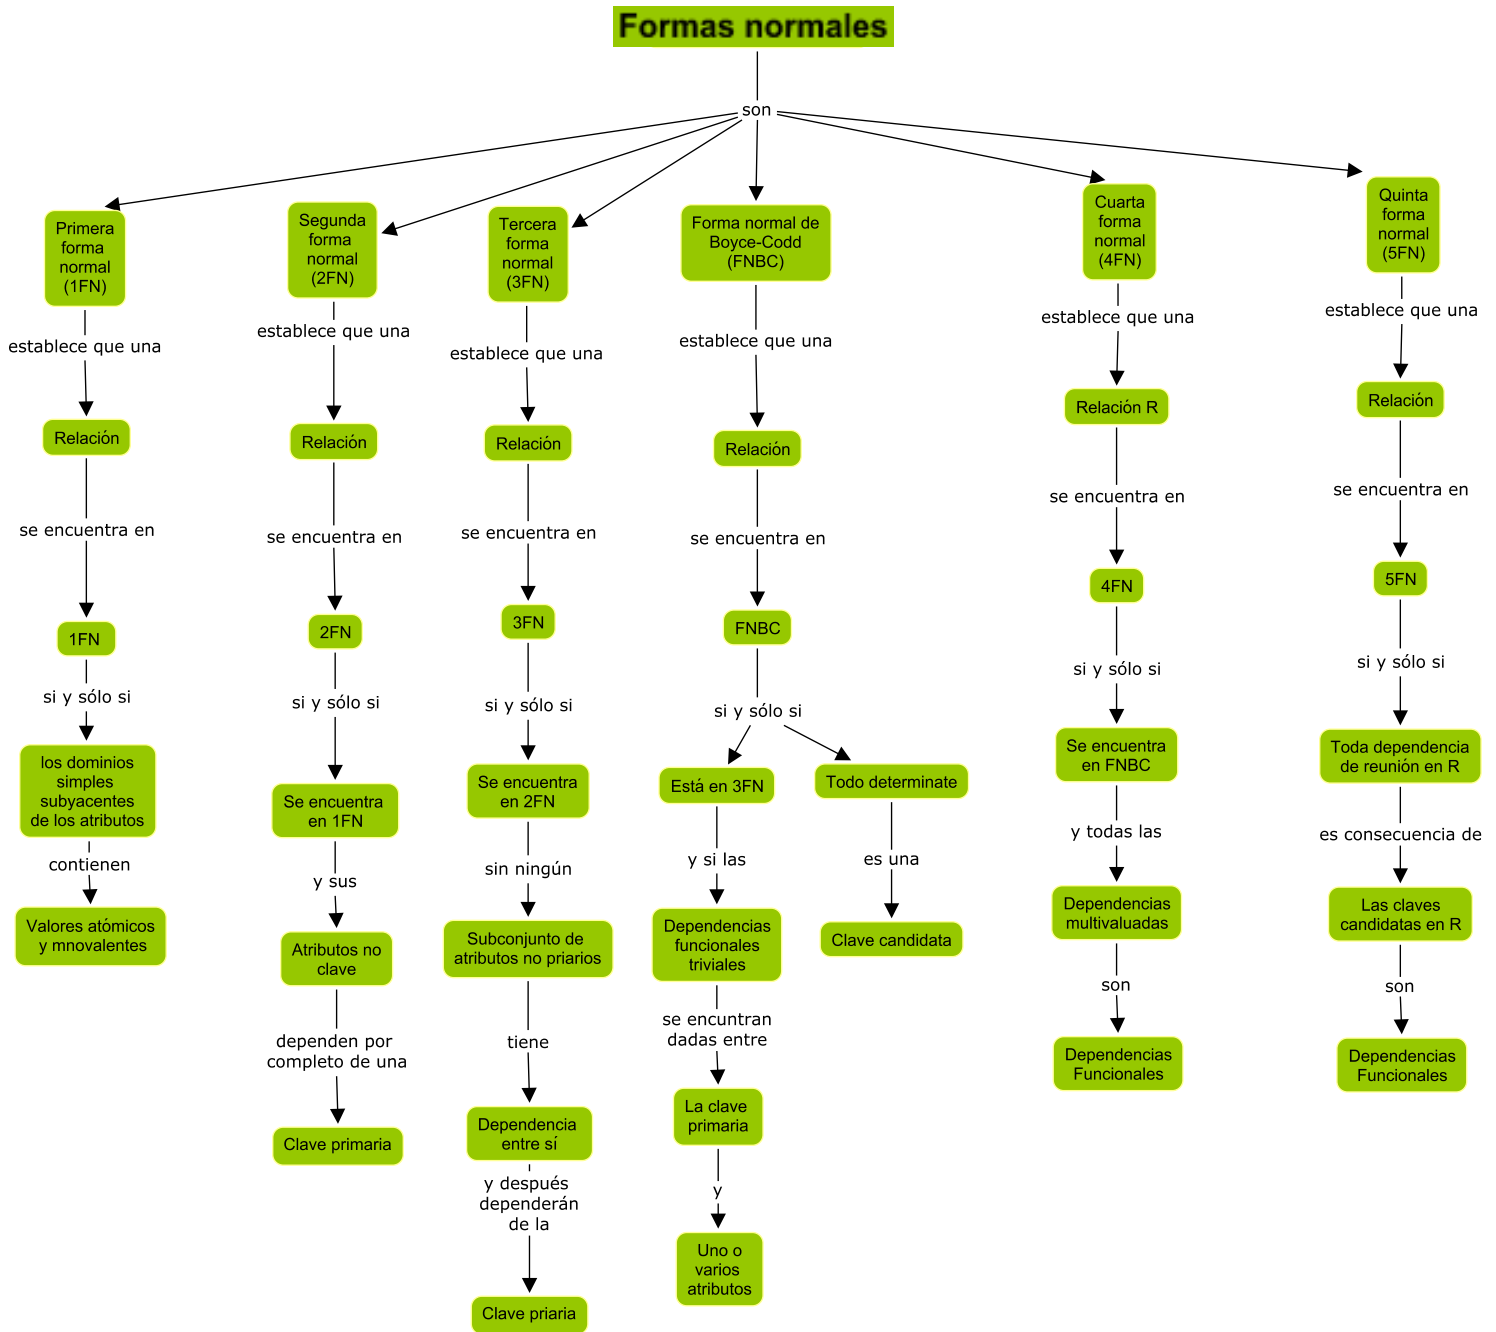 Formas normales
son
Primera
forma
normal
(1FN)
establece que una
Relación
se encuentra en
1FN
si y sólo si
los dominios
simples
subyacentes
de los atributos
contienen
Valores atómicos
y mnovalentes
Segunda
forma
normal
(2FN)
establece que una
Relación
se encuentra en
2FN
si y sólo si
Se encuentra
en 1FN
y sus
Atributos no
clave
dependen por
completo de una
Clave primaria
Tercera
forma
normal
(3FN)
establece que una
Relación
se encuentra en
3FN
si y sólo si
Se encuentra
en 2FN
sin ningún
Subconjunto de
atributos no priarios
tiene
Dependencia
entre sí
y después
dependerán
de la
Clave priaria
Forma normal de
Boyce-Codd
(FNBC)
establece que una
Relación
se encuentra en
FNBC
si y sólo si
Está en 3FN
y si las
Dependencias
funcionales
triviales
se encuntran
dadas entre
La clave
primaria
y
Uno o
varios
atributos
Todo determinate
es una
Clave candidata
Cuarta
forma
normal
(4FN)
establece que una
Relación R
se encuentra en
4FN
si y sólo si
Se encuentra
en FNBC
y todas las
Dependencias
multivaluadas
son
Dependencias
Funcionales
Quinta
forma
normal
(5FN)
establece que una
Relación
se encuentra en
5FN
si y sólo si
Toda dependencia
de reunión en R
es consecuencia de
Las claves
candidatas en R
son
Dependencias
Funcionales